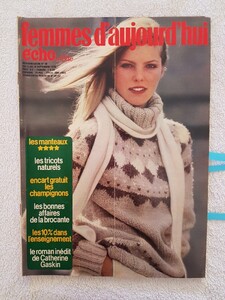 femmes d'aujourd'hui
écho
les manteaux
****
les tricots
naturels
encart gratuit
les
champignons
les bonnes
affaires
de la brocante
les 10% dans
l'enseignement
le roman inédit
de Catherine
Gaskin